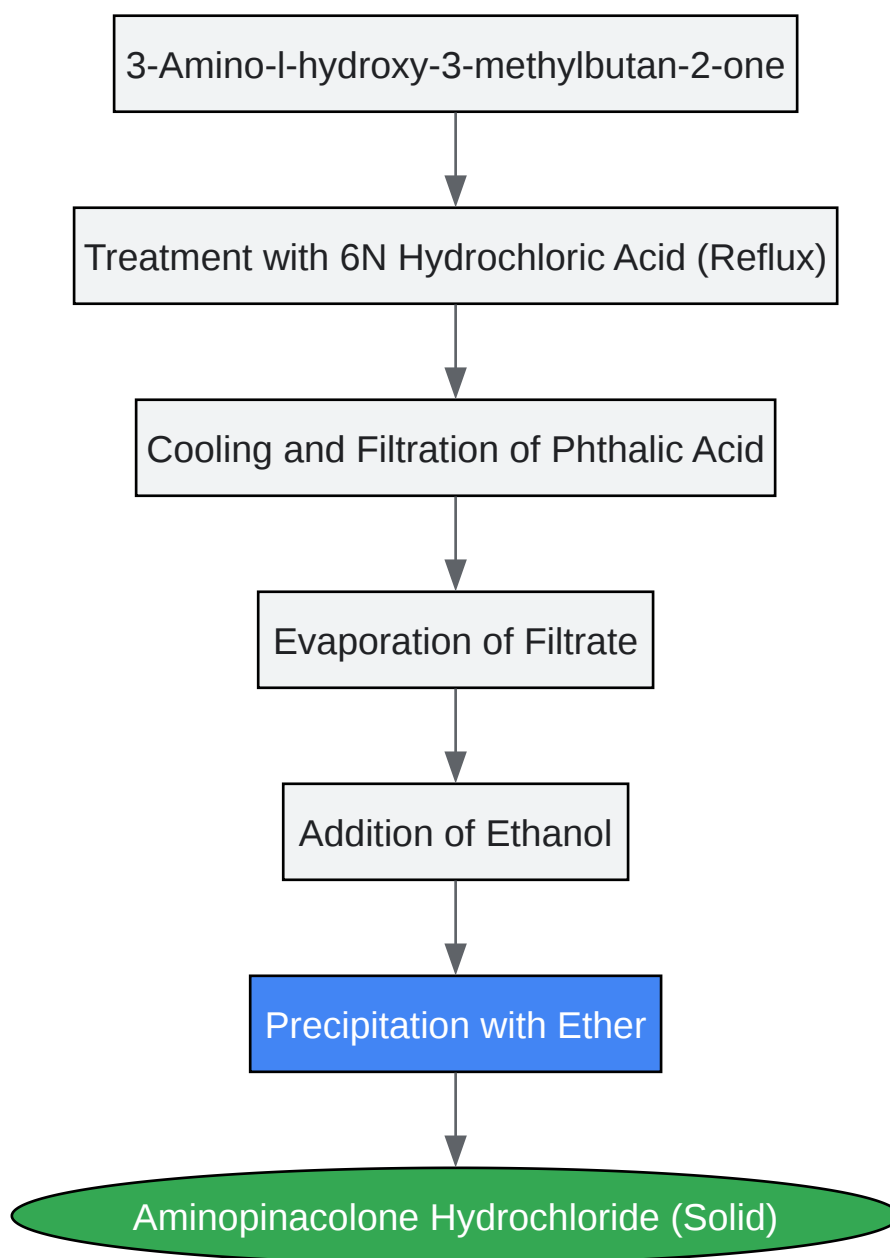 3-Amino-l-hydroxy-3-methylbutan-2-one
Treatment with 6N Hydrochloric Acid (Reflux)
Cooling and Filtration of Phthalic Acid
Evaporation of Filtrate
Addition of Ethanol
Precipitation with Ether
Aminopinacolone Hydrochloride (Solid)